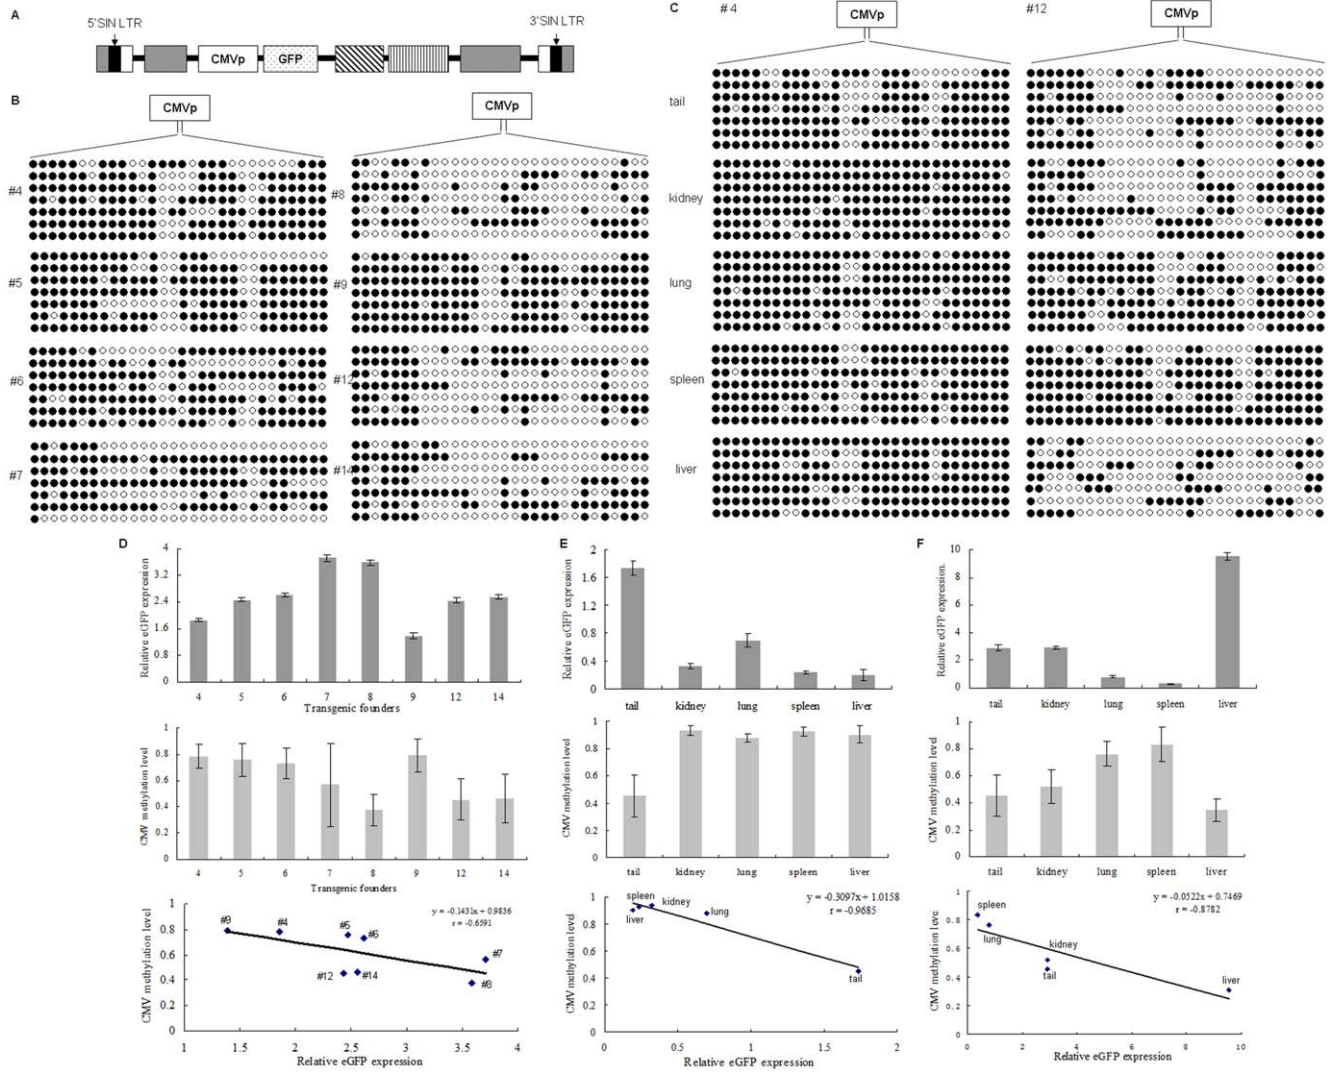 A
5'SIN LTR
3'SIN LTR
CMVp
GFP
B
CMVp
CMVp
#4
#5
#6
#7
#8
#9
#12
#14
C
# 4
CMVp
#12
CMVp
tail
kidney
lung
spleen
liver
D
Relative eGFP expression
4
3.2
2.4
1.6
0.8
0
4 5 6 7 8 9 12 14
Transgenic founders
CMV methylation level
1
0.8
0.6
0.4
0.2
0
4 5 6 7 8 9 12 14
Transgenic founders
CMV methylation level
1
0.8
0.6
0.4
0.2
0
#9
#4
#5
#6
#12
#14
#7
#8
y = -0.1431x + 0.9836
r = -0.6591
1 1.5 2 2.5 3 3.5 4
Relative eGFP expression
E
Relative eGFP expression
2
1.6
1.2
0.8
0.4
0
tail kidney lung spleen liver
CMV methylation level
1
0.8
0.6
0.4
0.2
0
tail kidney lung spleen liver
CMV methylation level
1
0.8
0.6
0.4
0.2
0
spleen
kidney
liver
lung
tail
y = -0.3097x + 1.0158
r = -0.9685
0 0.5 1 1.5 2
Relative eGFP expression
F
Relative eGFP expression
10
8
6
4
2
0
tail kidney lung spleen liver
CMV methylation level
1
0.8
0.6
0.4
0.2
0
tail kidney lung spleen liver
CMV methylation level
1
0.8
0.6
0.4
0.2
0
spleen
lung
kidney
tail
liver
y = -0.0522x + 0.7469
r = -0.8782
0 2 4 6 8 10
Relative eGFP expression